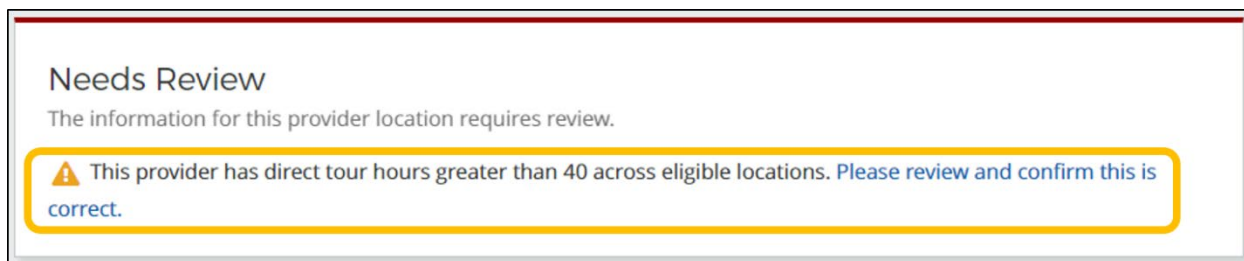 Needs Review
The information for this provider location requires review.
This provider has direct tour hours greater than 40 across eligible locations. Please review and confirm this is
correct.